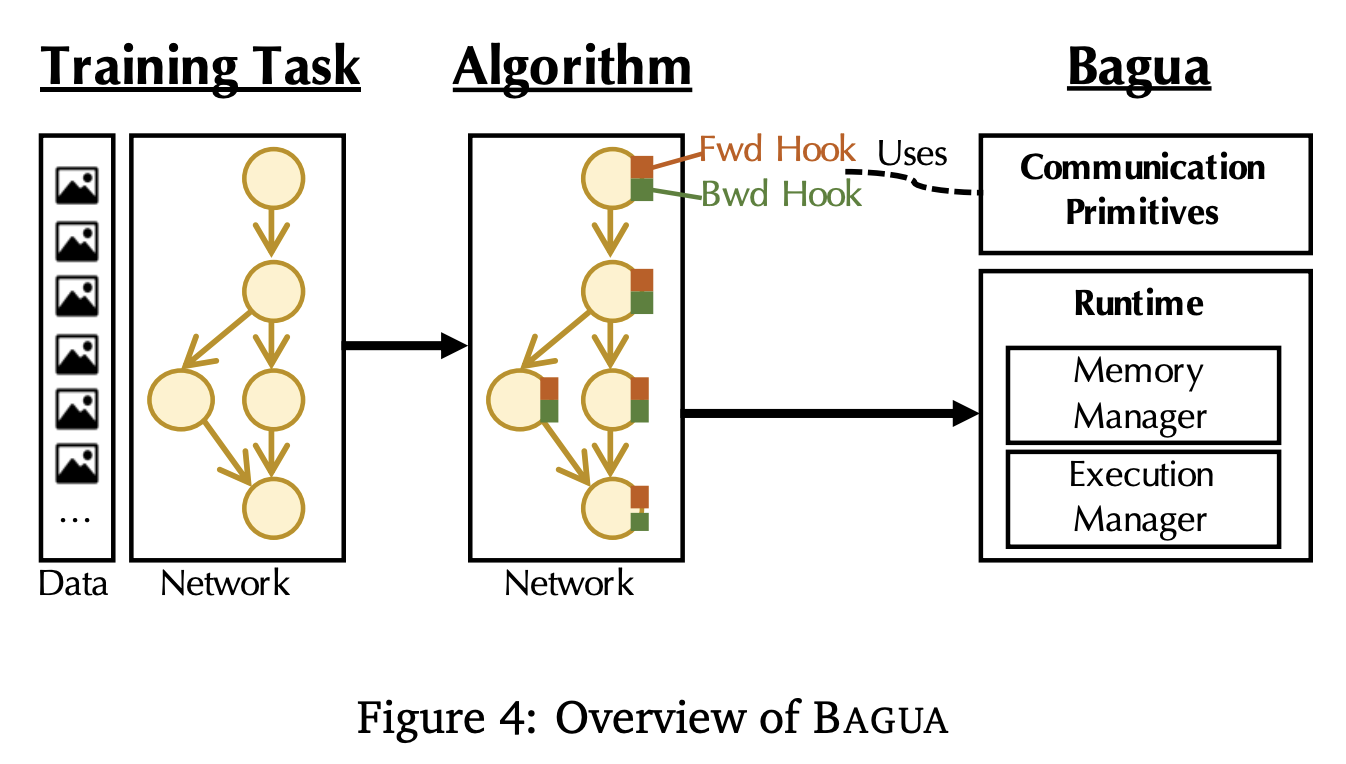 Training Task
Algorithm
Bagua
Fwd Hook
Bwd Hook
Uses
Communication
Primitives
Runtime
Memory
Manager
Execution
Manager
...
Data
Network
Network
Figure 4: Overview of BAGUA